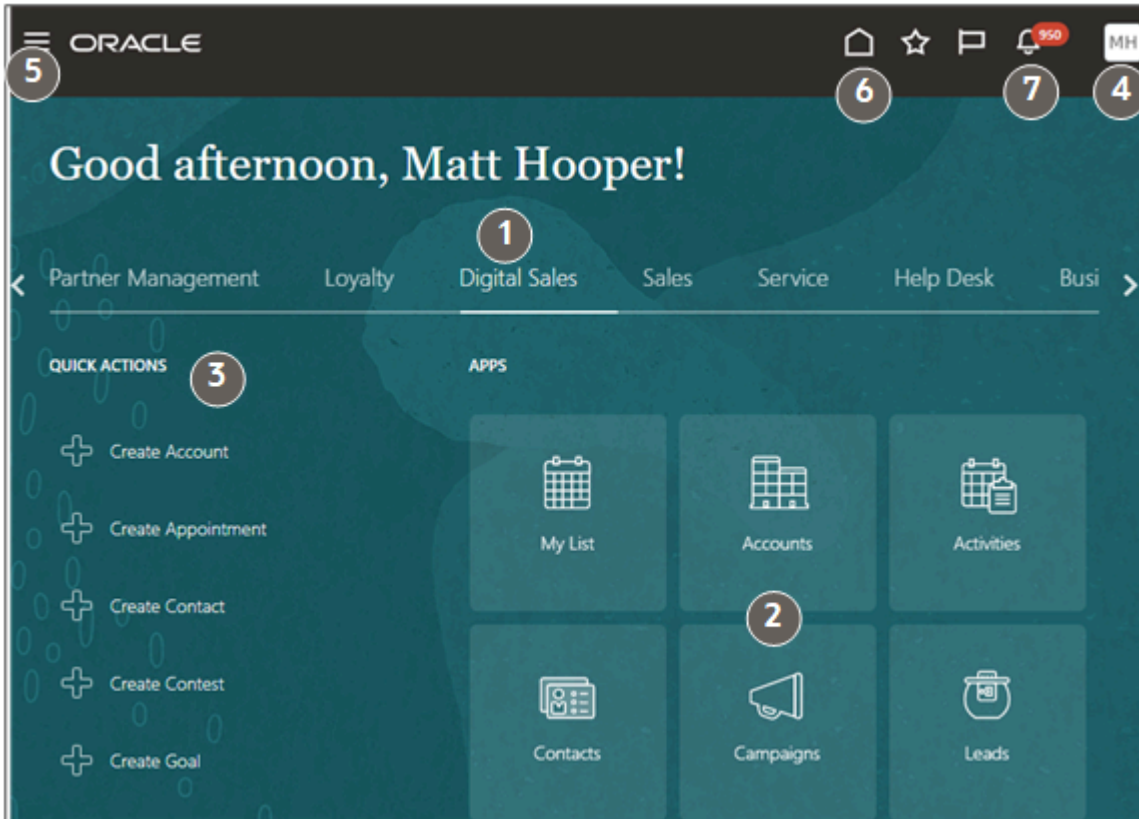 ORACLE
950
MH
5
6
7
4
Good afternoon, Matt Hooper!
1
Partner Management Loyalty Digital Sales Sales Service Help Desk Busi
QUICK ACTIONS
3
APPS
Create Account
Create Appointment
Create Contact
Create Contest
Create Goal
My List Accounts Activities
2
Contacts Campaigns Leads